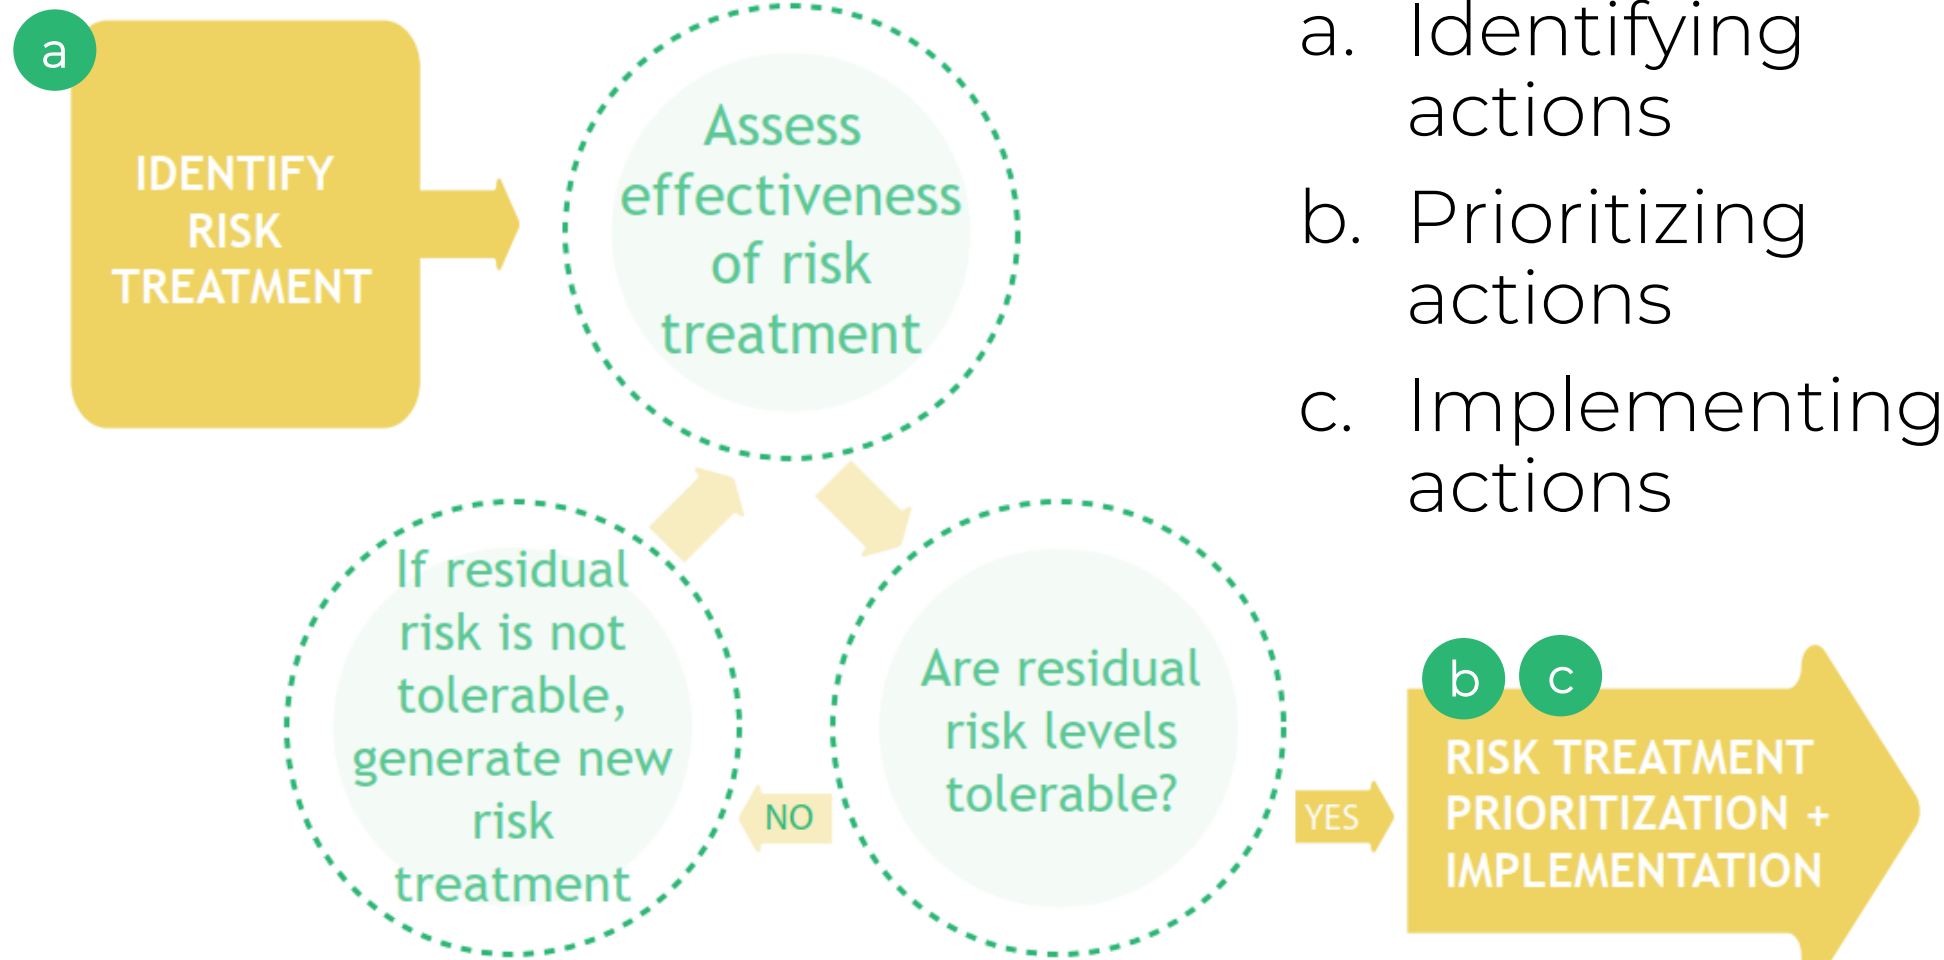 a
IDENTIFY
RISK
TREATMENT
Assess
effectiveness
of risk
treatment
a. Identifying
actions
b. Prioritizing
actions
c. Implementing
actions
If residual
risk is not
tolerable,
generate new
risk
treatment
NO
Are residual
risk levels
tolerable?
YES
b c
RISK TREATMENT
PRIORITIZATION +
IMPLEMENTATION